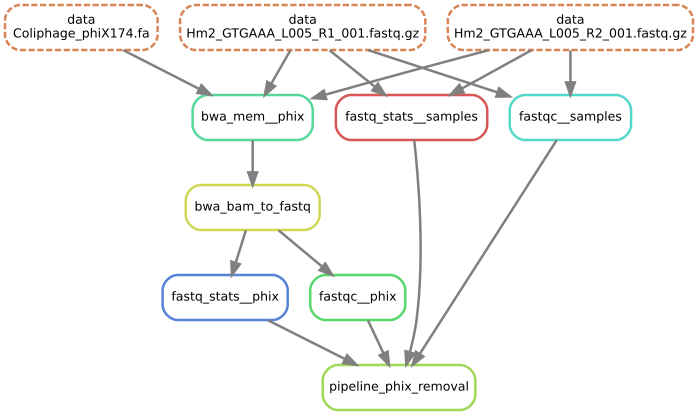 data
Coliphage_phiX174.fa
data
Hm2_GTGAAA_L005_R1_001.fastq.gz
data
Hm2_GTGAAA_L005_R2_001.fastq.gz
bwa_mem__phix
fastq_stats__samples
fastqc__samples
bwa_bam_to_fastq
fastq_stats__phix
fastqc__phix
pipeline_phix_removal